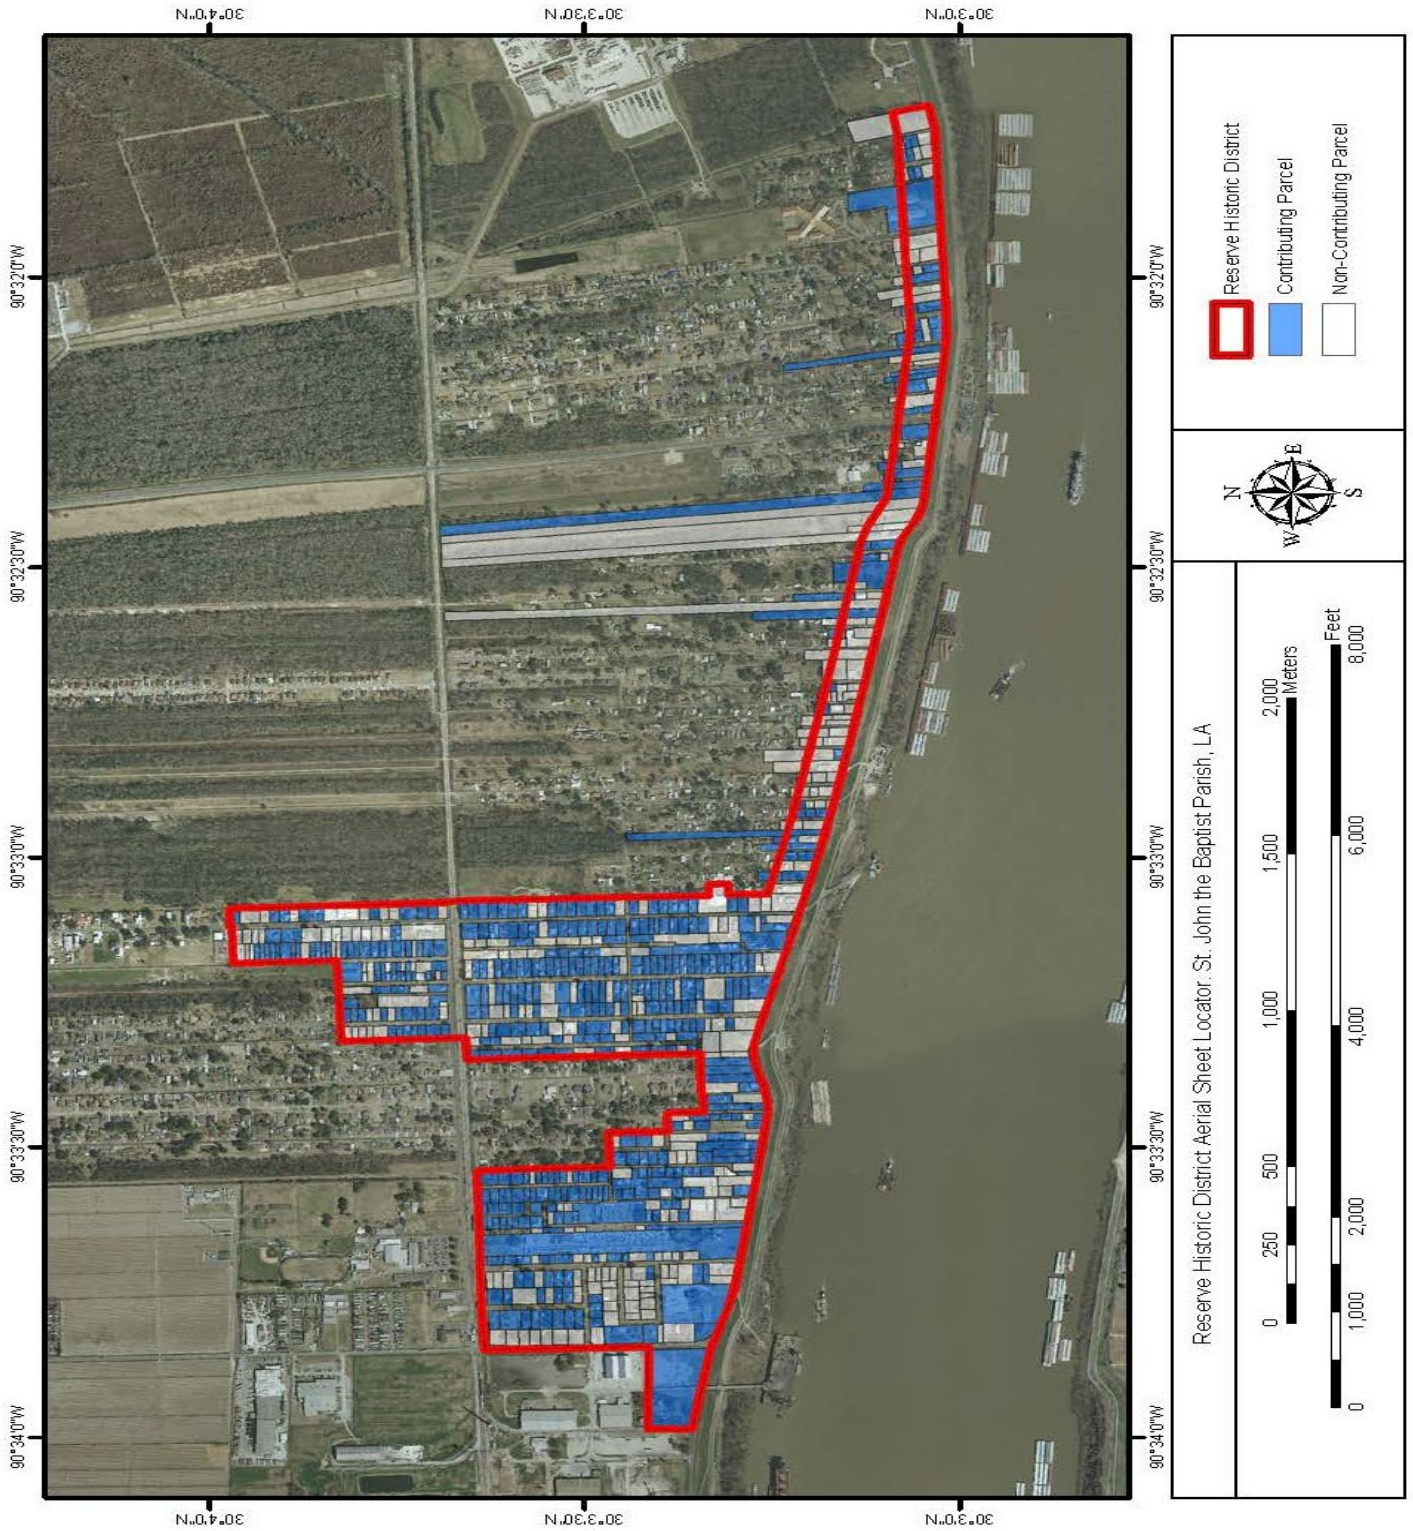 90°34'0"W 90°33'30"W 90°33'0"W 90°32'30"W 90°32'0"W
30°4'0"N
30°4'0"N
30°3'30"N
30°3'30"N
30°3'0"N
30°3'0"N
90°34'0"W 90°33'30"W 90°33'0"W 90°32'30"W 90°32'0"W
Reserve Historic District Aerial Sheet Locator. St. John the Baptist Parish, LA
0 250 500 1,000 1,500 2,000
Meters
Feet
0 1,000 2,000 4,000 6,000 8,000
N
W E
S
Reserve Historic District
Contributing Parcel
Non-Contributing Parcel